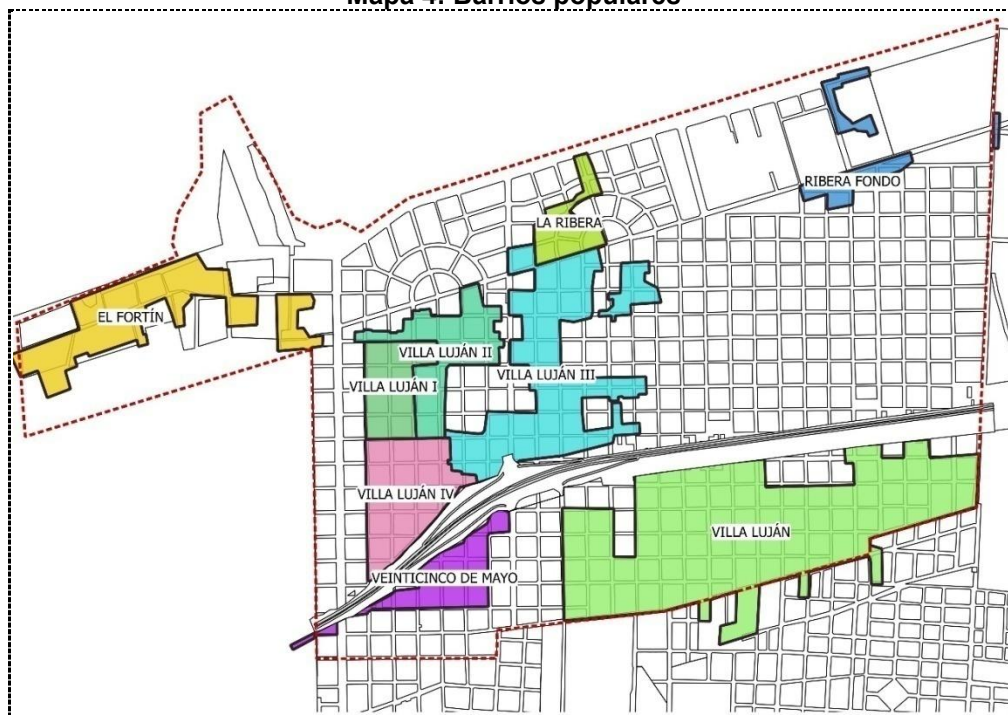 Mapa 4: Barrios populares
RIBERA FONDO
LA RIBERA
EL FORTÍN
VILLA LUJÁN II
VILLA LUJÁN III
VILLA LUJÁN I
VILLA LUJÁN IV
VILLA LUJÁN
VEINTICINCO DE MAYO